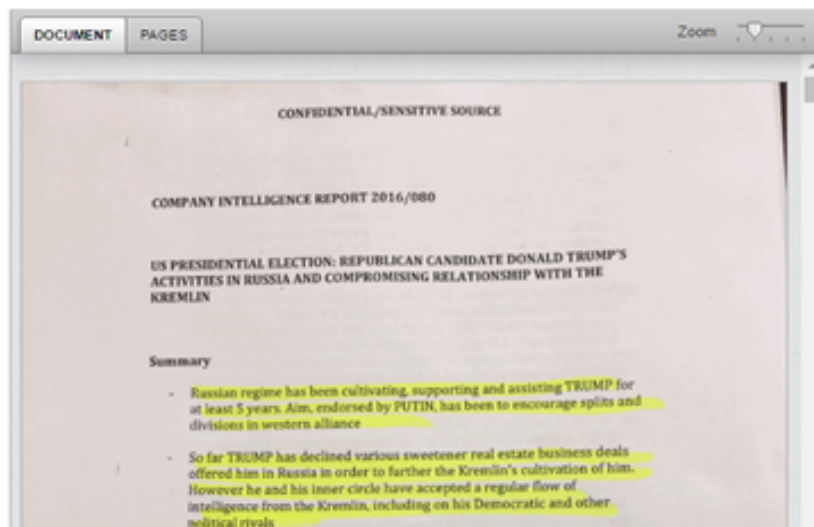 DOCUMENT PAGES Zoom
CONFIDENTIAL/SENSITIVE SOURCE
COMPANY INTELLIGENCE REPORT 2016/080
US PRESIDENTIAL ELECTION: REPUBLICAN CANDIDATE DONALD TRUMP'S
ACTIVITIES IN RUSSIA AND COMPROMISING RELATIONSHIP WITH THE
KREMLIN
Summary
- Russian regime has been cultivating, supporting and assisting TRUMP for
at least 5 years. Aim, endorsed by PUTIN, has been to encourage splits and
divisions in western alliance
- So far TRUMP has declined various sweetener real estate business deals
offered him in Russia in order to further the Kremlin's cultivation of him.
However he and his inner circle have accepted a regular flow of
intelligence from the Kremlin, including on his Democratic and other
political rivals